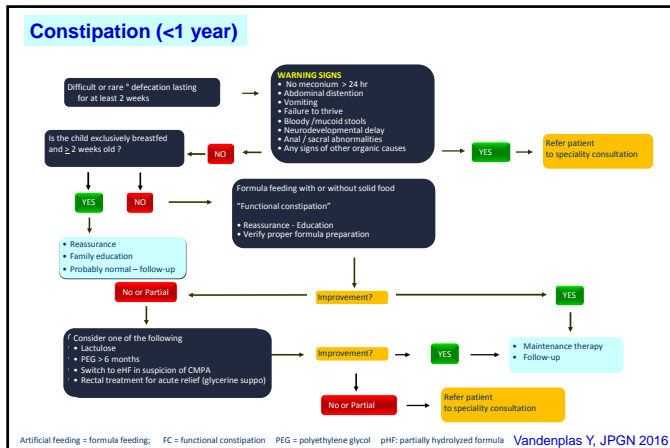 Constipation (<1 year)
Difficult or rare ° defecation lasting
for at least 2 weeks
WARNING SIGNS
• No meconium > 24 hr
• Abdominal distention
• Vomiting
• Failure to thrive
• Bloody /mucoid stools
• Neurodevelopmental delay
• Anal / sacral abnormalities
• Any signs of other organic causes
Is the child exclusively breastfed
and > 2 weeks old ?
NO
YES
Refer patient
to speciality consultation
YES
NO
Formula feeding with or without solid food
"Functional constipation"
• Reassurance - Education
• Verify proper formula preparation
• Reassurance
• Family education
• Probably normal – follow-up
No or Partial
Improvement?
YES
Consider one of the following
• Lactulose
• PEG > 6 months
• Switch to eHF in suspicion of CMPA
• Rectal treatment for acute relief (glycerine suppo)
Improvement?
YES
• Maintenance therapy
• Follow-up
No or Partial
Refer patient
to speciality consultation
Artificial feeding = formula feeding; FC = functional constipation PEG = polyethylene glycol pHF: partially hydrolyzed formula Vandenplas Y, JPGN 2016